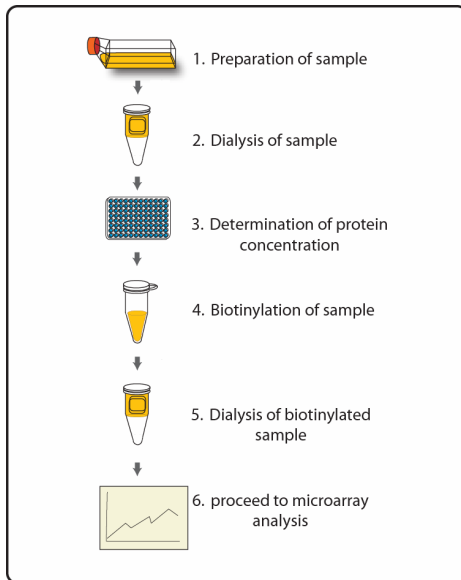 1. Preparation of sample
2. Dialysis of sample
3. Determination of protein
concentration
4. Biotinylation of sample
5. Dialysis of biotinylated
sample
6. proceed to microarray
analysis